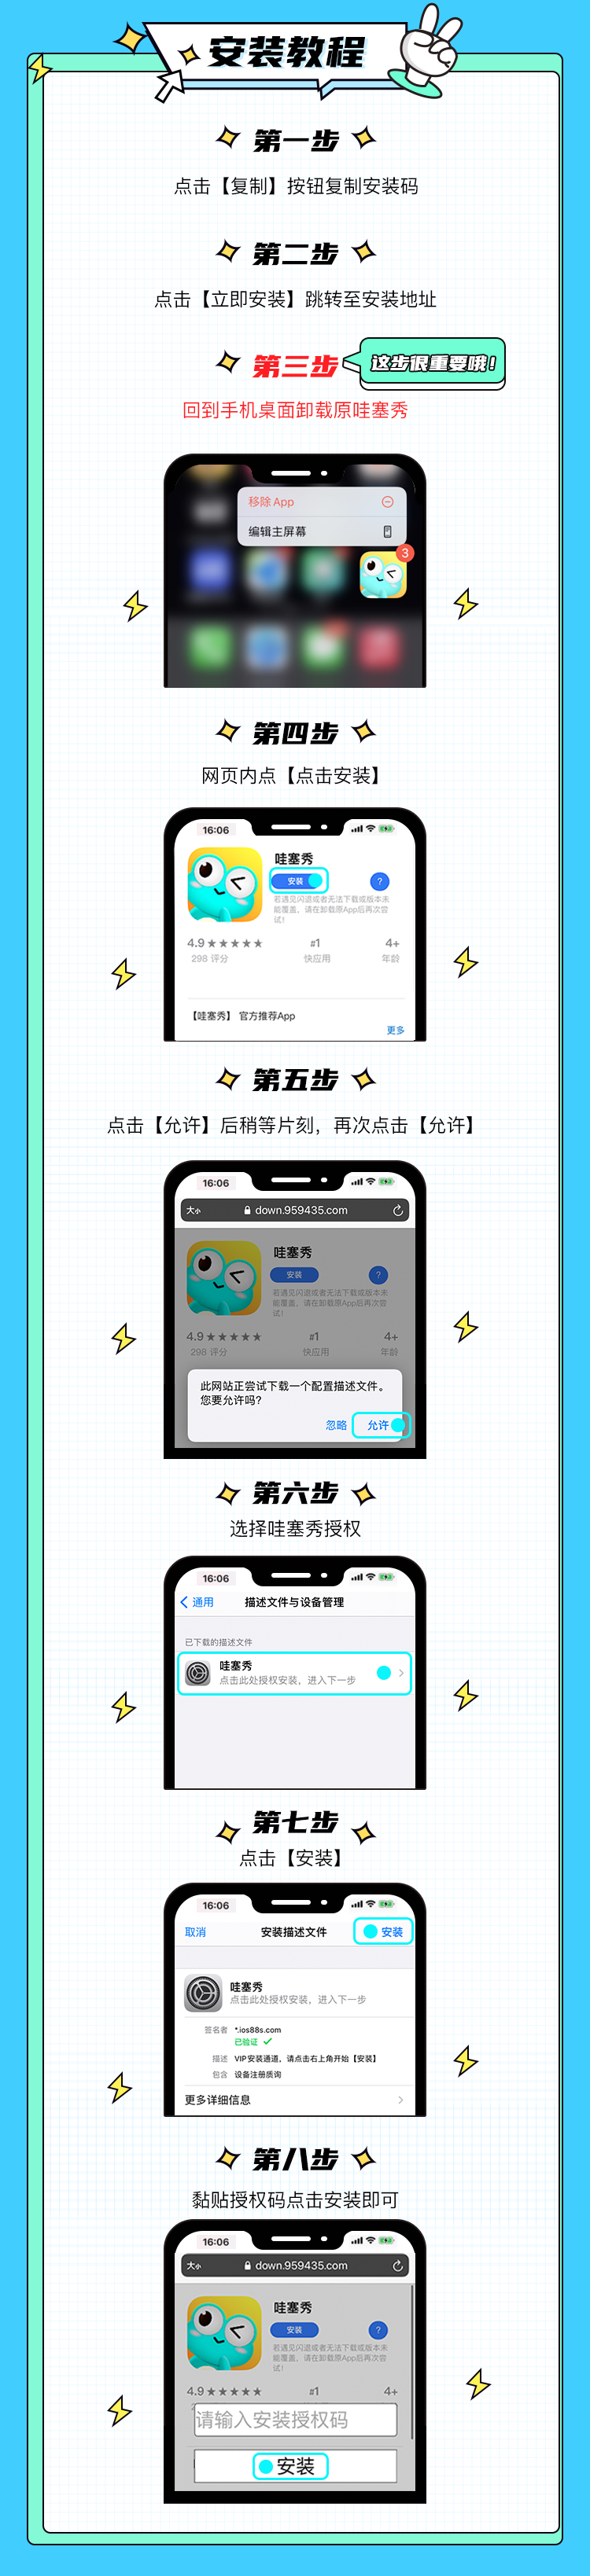 安装教程
第一步
点击【复制】按钮复制安装码
第二步
点击【立即安装】跳转至安装地址
第三步
这步很重要哦！
回到手机桌面卸载原哇塞秀
移除 App
编辑主屏幕
3
第四步
网页内点【点击安装】
16:06
哇塞秀
安装
?
若遇见闪退或者无法下载或版本未
能覆盖，请在卸载原App后再次尝
试！
4.9 ★★★★★ #1 4+
298 评分 快应用 年龄
【哇塞秀】 官方推荐App
更多
第五步
点击【允许】后稍等片刻，再次点击【允许】
16:06
大小 down.959435.com
哇塞秀
安装
?
若遇见闪退或者无法下载或版本未
能覆盖，请在卸载原App后再次尝
试！
4.9 ★★★★★ #1 4+
298 评分 快应用 年龄
此网站正尝试下载一个配置描述文件。
您要允许吗？
忽略 允许
第六步
选择哇塞秀授权
16:06
通用 描述文件与设备管理
已下载的描述文件
哇塞秀
点击此处授权安装，进入下一步
第七步
点击【安装】
16:06
取消 安装描述文件 安装
哇塞秀
点击此处授权安装，进入下一步
签名者 *.ios88s.com
已验证 ✓
描述 VIP安装通道，请点击右上角开始【安装】
包含 设备注册质询
更多详细信息
第八步
黏贴授权码点击安装即可
16:06
大小 down.959435.com
哇塞秀
安装
?
若遇见闪退或者无法下载或版本未
能覆盖，请在卸载原App后再次尝
试！
4.9 ★★★★★ #1 4+
请输入安装授权码
安装